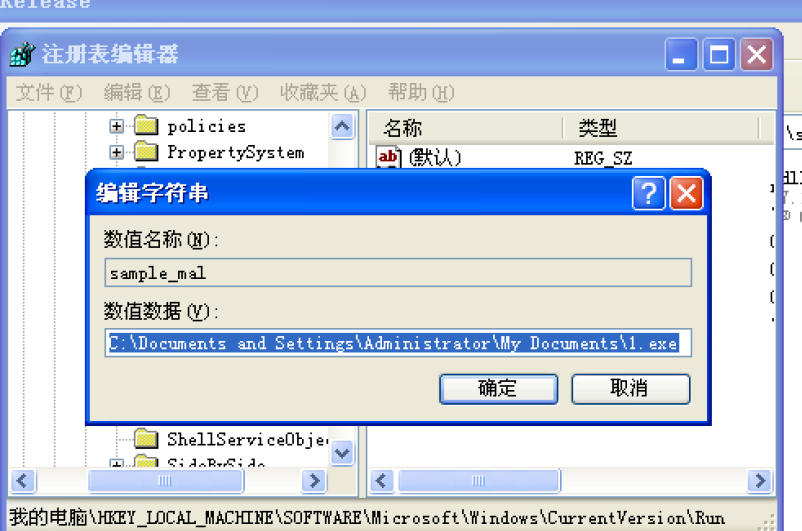 Release
注册表编辑器
文件(F) 编辑(E) 查看(V) 收藏夹(A) 帮助(H)
policies
PropertySystem
名称 类型
ab (默认) REG_SZ
编辑字符串
数值名称(N):
sample_mal
数值数据(V):
C:\Documents and Settings\Administrator\My Documents\1.exe
确定 取消
ShellServiceObje
SideBySide
我的电脑\HKEY_LOCAL_MACHINE\SOFTWARE\Microsoft\Windows\CurrentVersion\Run